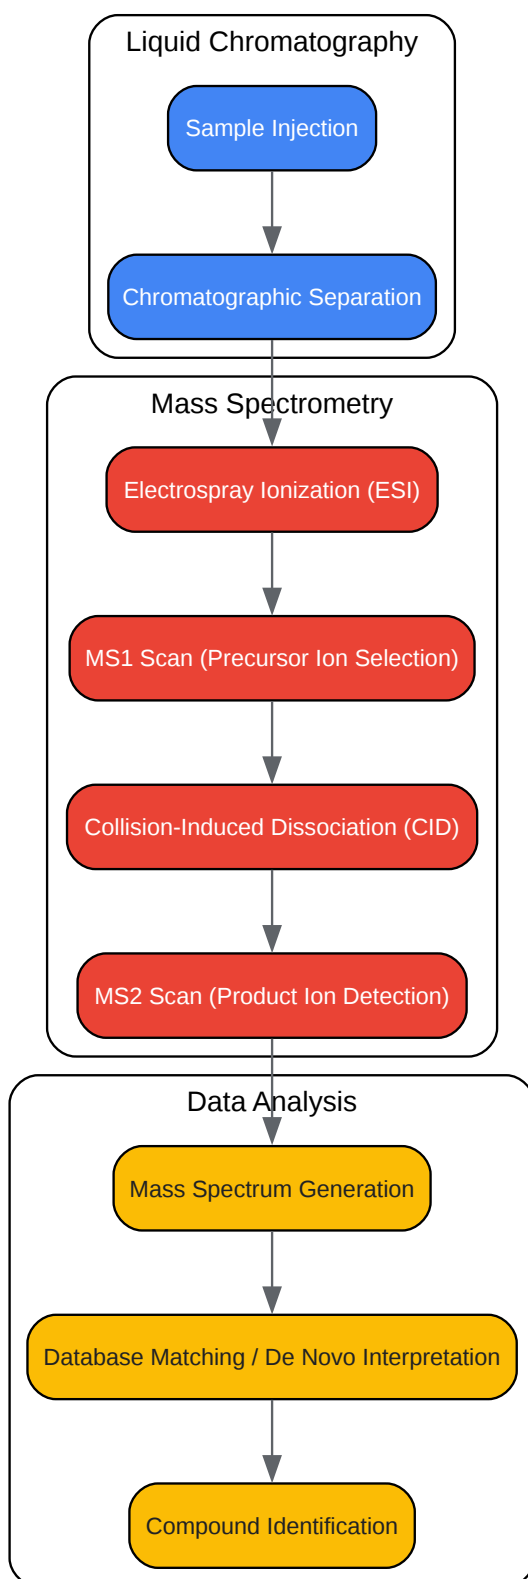 Liquid Chromatography
Sample Injection
Chromatographic Separation
Mass Spectrometry
Electrospray Ionization (ESI)
MS1 Scan (Precursor Ion Selection)
Collision-Induced Dissociation (CID)
MS2 Scan (Product Ion Detection)
Data Analysis
Mass Spectrum Generation
Database Matching / De Novo Interpretation
Compound Identification